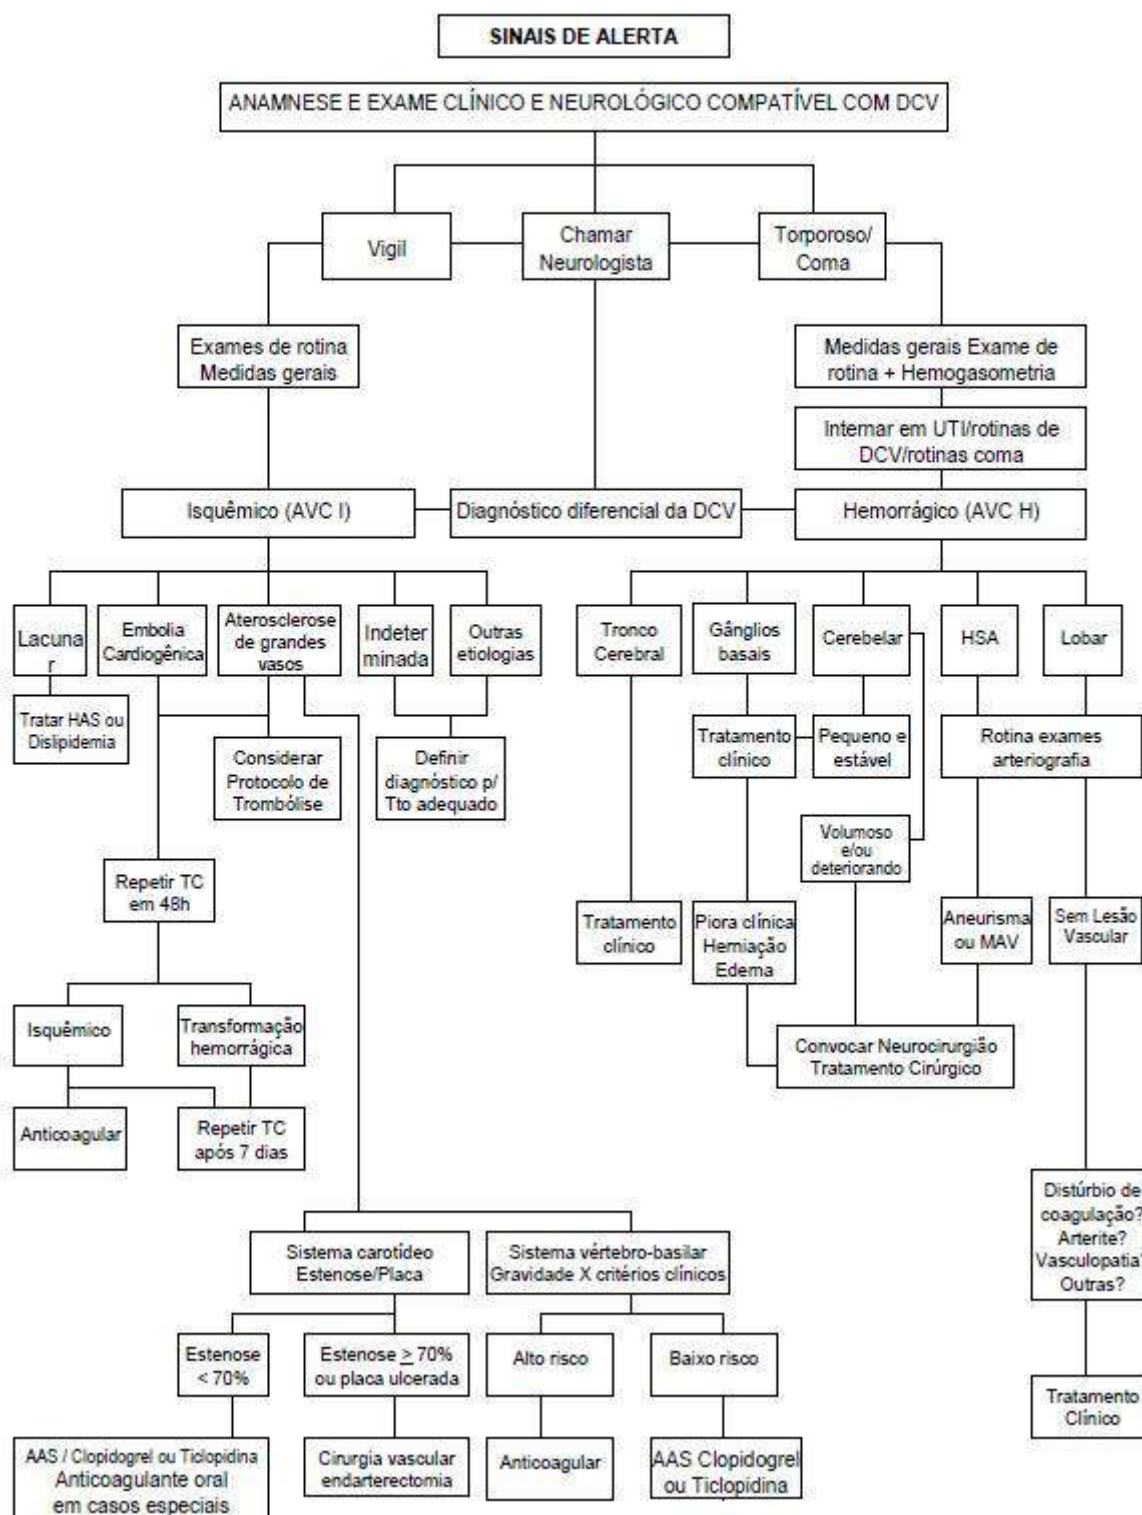 SINAIS DE ALERTA
ANAMNESE E EXAME CLÍNICO E NEUROLÓGICO COMPATÍVEL COM DCV
Vigil
Chamar
Neurologista
Torporoso/
Coma
Exames de rotina
Medidas gerais
Medidas gerais Exame de
rotina + Hemogasometria
Internar em UTI/rotinas de
DCV/rotinas coma
Isquêmico (AVC I)
Diagnóstico diferencial da DCV
Hemorrágico (AVC H)
Lacuna
r
Embolia
Cardiogênica
Aterosclerose
de grandes
vasos
Indeter
minada
Outras
etiologias
Tronco
Cerebral
Gânglios
basais
Cerebelar
HSA
Lobar
Tratar HAS ou
Dislipidemia
Considerar
Protocolo de
Trombólise
Definir
diagnóstico p/
Tto adequado
Tratamento
clínico
Pequeno e
estável
Rotina exames
arteriografia
Volumoso
e/ou
deteriorando
Repetir TC
em 48h
Tratamento
clínico
Piora clínica
Herniação
Edema
Aneurisma
ou MAV
Sem Lesão
Vascular
Isquêmico
Transformação
hemorrágica
Convocar Neurocirurgião
Tratamento Cirúrgico
Anticoagular
Repetir TC
após 7 dias
Distúrbio de
coagulação?
Arterite?
Vasculopatia?
Outras?
Sistema carotídeo
Estenose/Placa
Sistema vértebro-basilar
Gravidade X critérios clínicos
Estenose
< 70%
Estenose ≥ 70%
ou placa ulcerada
Alto risco
Baixo risco
Tratamento
Clínico
AAS / Clopidogrel ou Ticlopidina
Anticoagulante oral
em casos especiais
Cirurgia vascular
endarterectomia
Anticoagular
AAS Clopidogrel
ou Ticlopidina